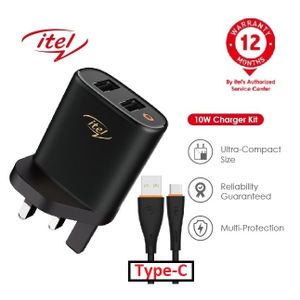 itel
WARRANTY
12
MONTHS
By itel's Authorized
Service Center
10W Charger Kit
Ultra-Compact
Size
Reliability
Guaranteed
Multi-Protection
itel
Type-C